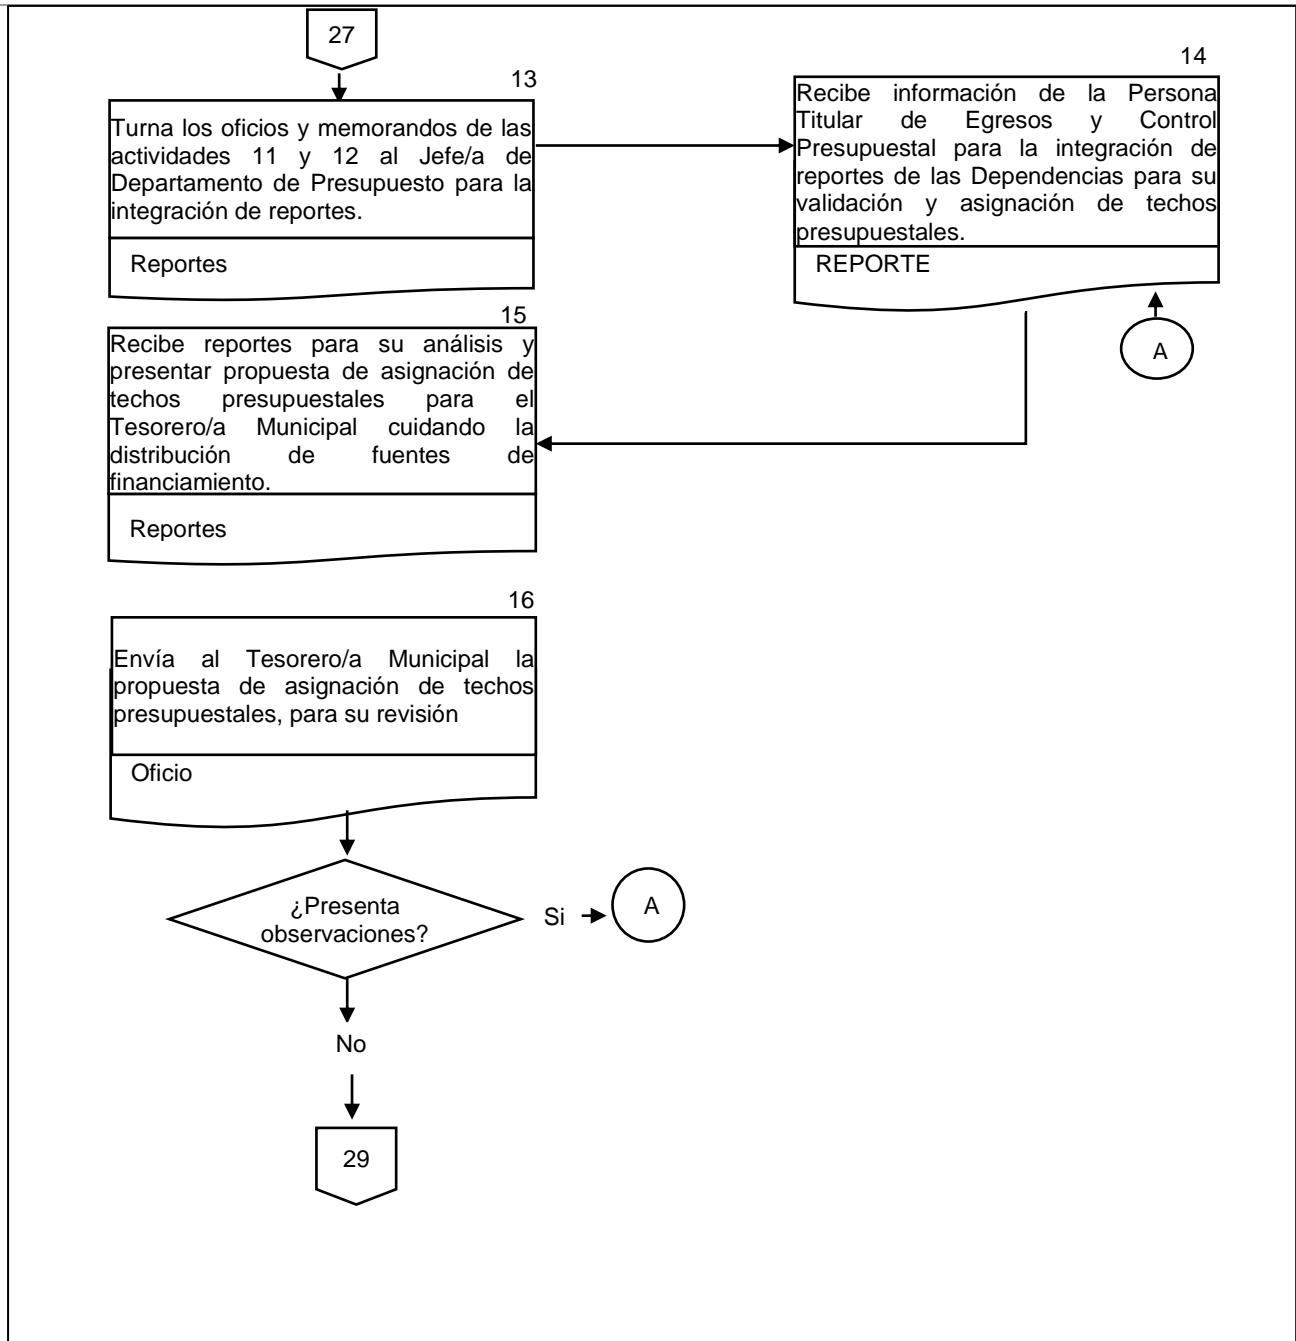 27
13
Turna los oficios y memorandos de las
actividades 11 y 12 al Jefe/a de
Departamento de Presupuesto para la
integración de reportes.
Reportes
14
Recibe información de la Persona
Titular de Egresos y Control
Presupuestal para la integración de
reportes de las Dependencias para su
validación y asignación de techos
presupuestales.
REPORTE
A
15
Recibe reportes para su análisis y
presentar propuesta de asignación de
techos presupuestales para el
Tesorero/a Municipal cuidando la
distribución de fuentes de
financiamiento.
Reportes
16
Envía al Tesorero/a Municipal la
propuesta de asignación de techos
presupuestales, para su revisión
Oficio
¿Presenta
observaciones?
Si
A
No
29